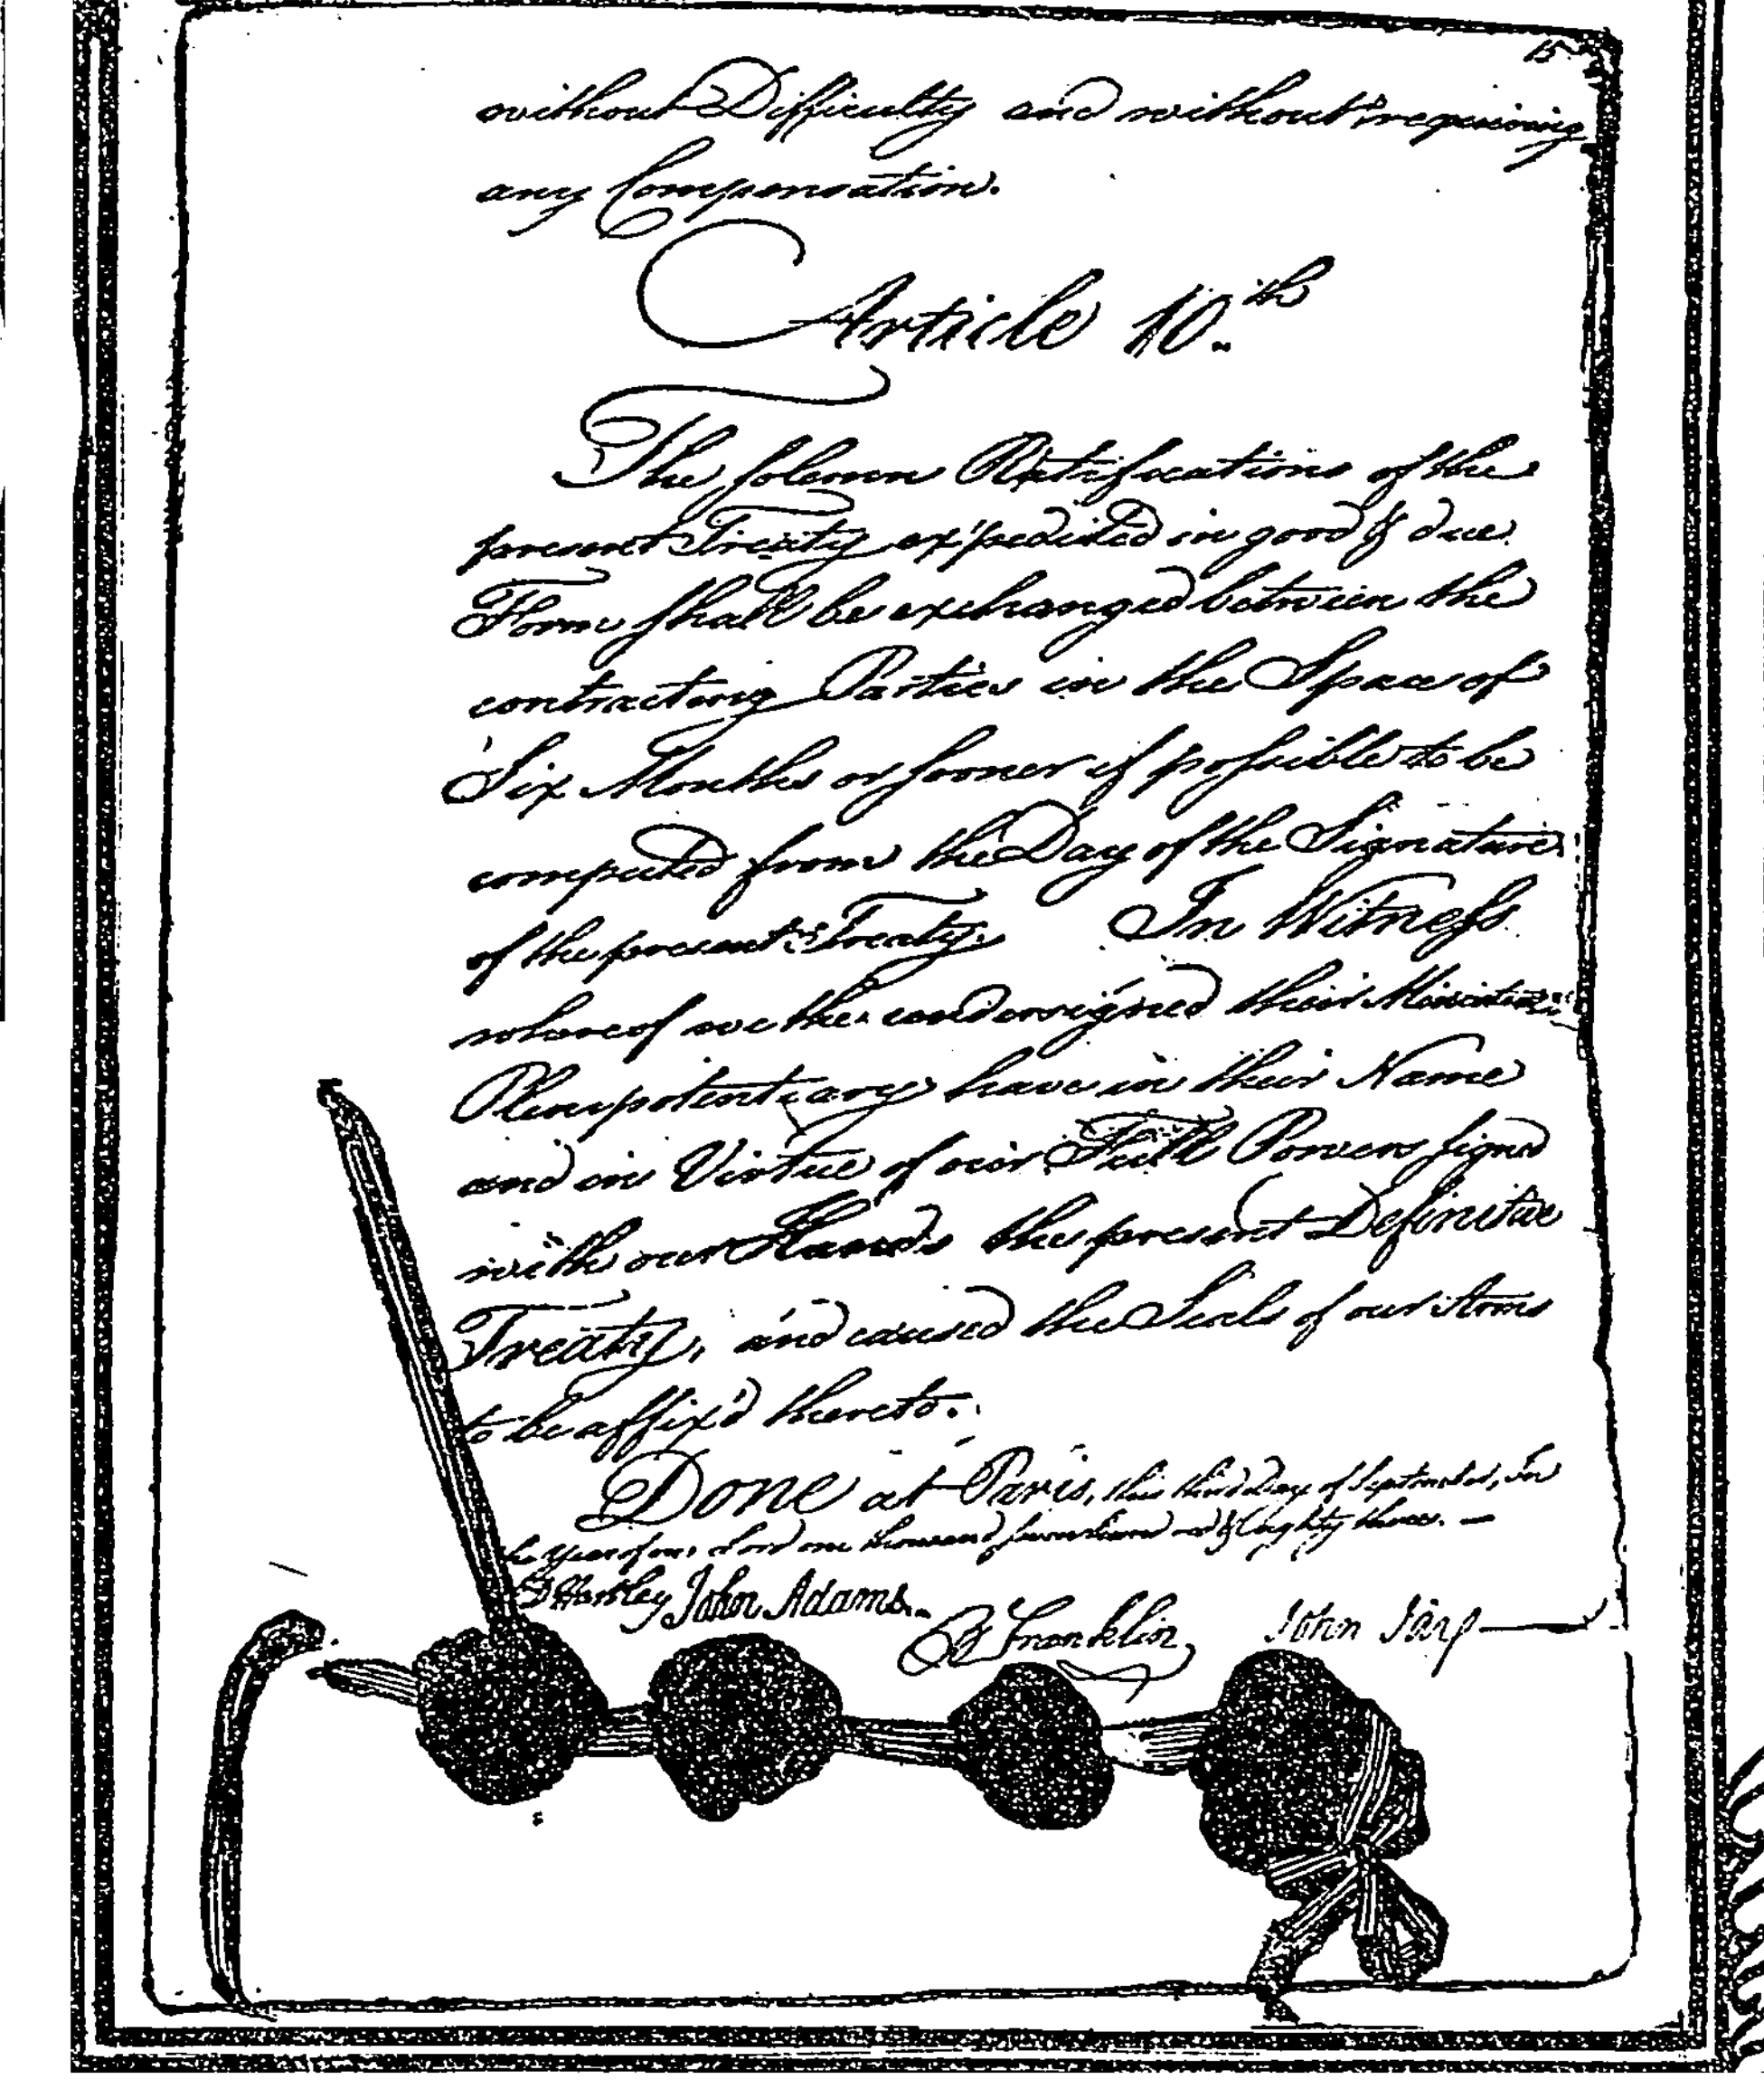 15
without Difficulty and without requiring
any Compensation.
Article 10.th
The solemn Ratifications of the
present Treaty expedited in good & due
Form shall be exchanged between the
contracting Parties in the Space of
Six Months or sooner if possible to be
computed from the Day of the Signature
of the present Treaty. In Witness
whereof we the undersigned their Ministers
Plenipotentiary have in their Name
and in Virtue of our Full Powers signed
with our Hands the present Definitive
Treaty, and caused the Seals of our Arms
to be affix'd thereto.
Done at Paris, this third Day of September, In
the Year of our Lord one thousand seven hundred & Eighty three. —
D Hartley John Adams. B Franklin John Jay